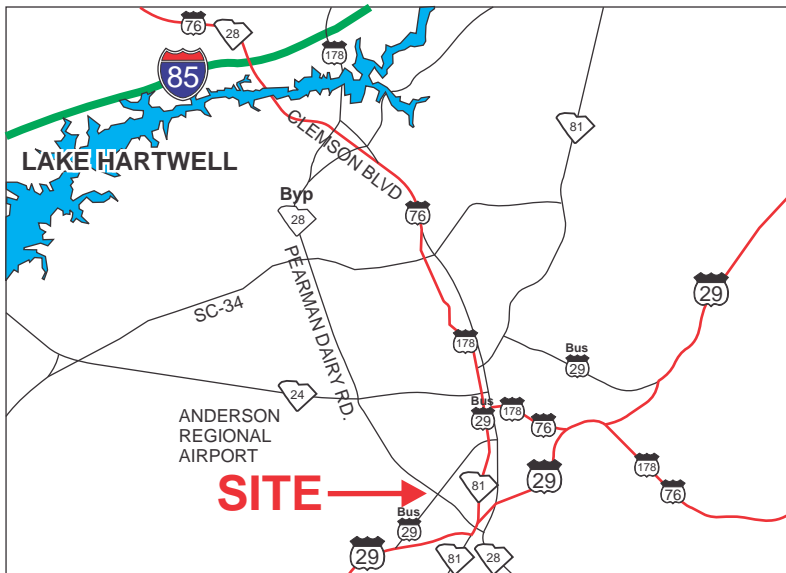 76
28
178
85
81
LAKE HARTWELL
CLEMSON BLVD
Byp
28
76
PEARMAN DAIRY RD.
SC-34
29
178
Bus
29
24
Bus
29
178
76
ANDERSON
REGIONAL
AIRPORT
178
76
29
SITE
81
Bus
29
29
81
28